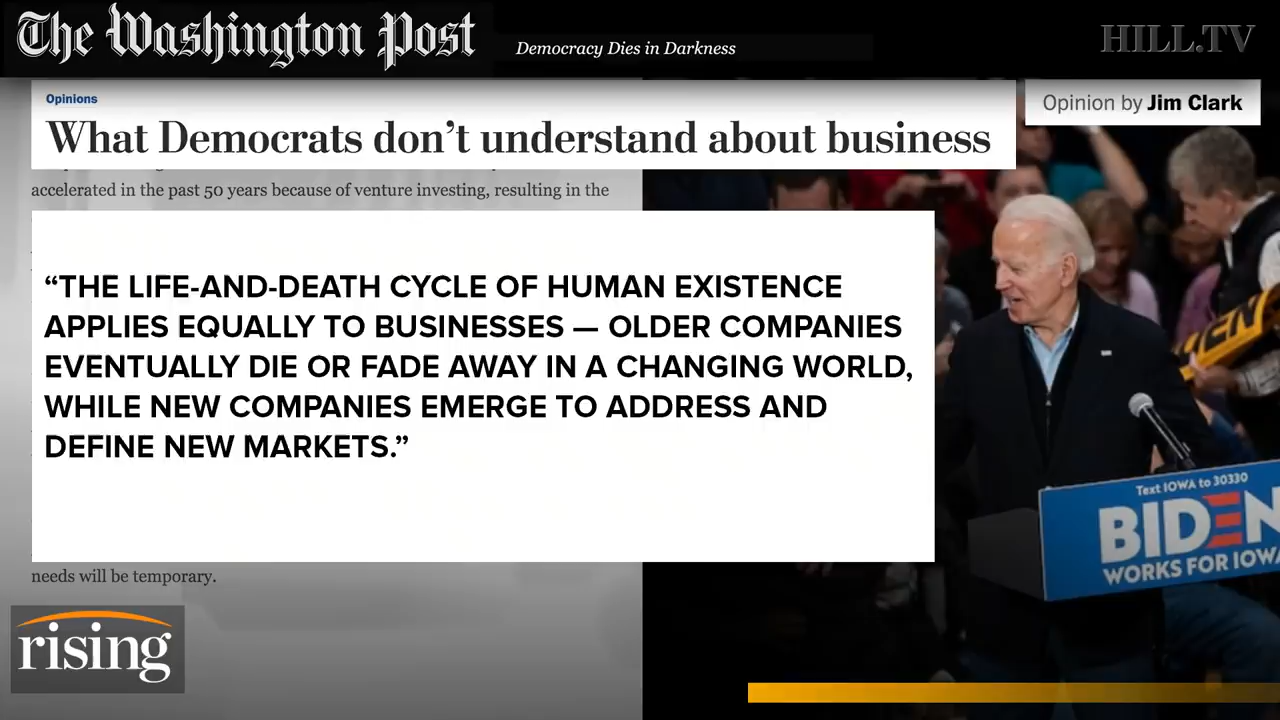 The Washington Post
Democracy Dies in Darkness
HILL.TV
Opinions
What Democrats don't understand about business
Opinion by Jim Clark
accelerated in the past 50 years because of venture investing, resulting in the
“THE LIFE-AND-DEATH CYCLE OF HUMAN EXISTENCE
APPLIES EQUALLY TO BUSINESSES — OLDER COMPANIES
EVENTUALLY DIE OR FADE AWAY IN A CHANGING WORLD,
WHILE NEW COMPANIES EMERGE TO ADDRESS AND
DEFINE NEW MARKETS.”
needs will be temporary.
Text IOWA to 30330
BIDEN
WORKS FOR IOWA
rising